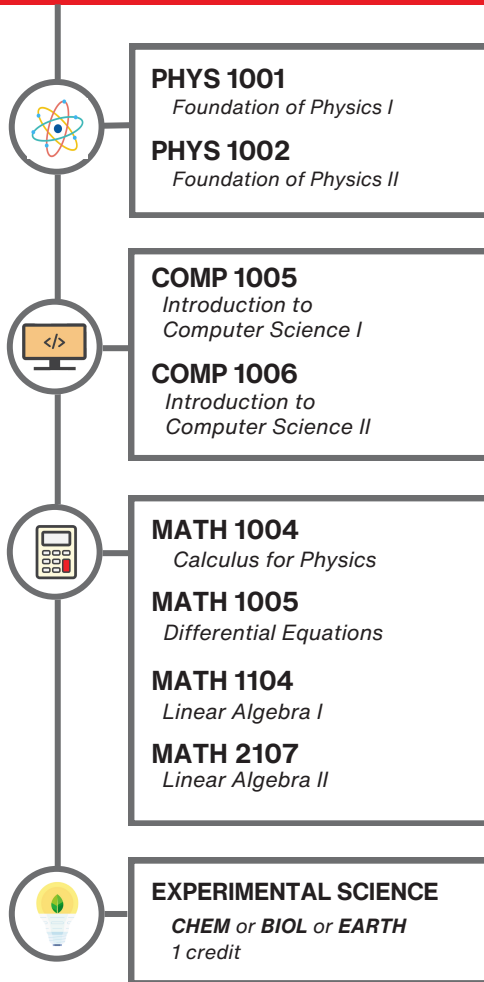 PHYS 1001
Foundation of Physics I
PHYS 1002
Foundation of Physics II
</>
COMP 1005
Introduction to
Computer Science I
COMP 1006
Introduction to
Computer Science II
MATH 1004
Calculus for Physics
MATH 1005
Differential Equations
MATH 1104
Linear Algebra I
MATH 2107
Linear Algebra II
EXPERIMENTAL SCIENCE
CHEM or BIOL or EARTH
1 credit